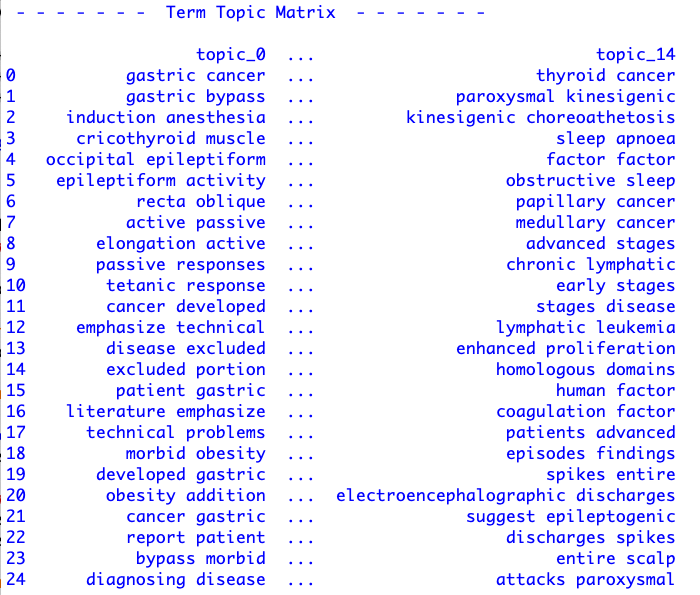 - - - - - - - Term Topic Matrix - - - - - - -
topic_0 ... topic_14
0 gastric cancer ... thyroid cancer
1 gastric bypass ... paroxysmal kinesigenic
2 induction anesthesia ... kinesigenic choreoathetosis
3 cricothyroid muscle ... sleep apnoea
4 occipital epileptiform ... factor factor
5 epileptiform activity ... obstructive sleep
6 recta oblique ... papillary cancer
7 active passive ... medullary cancer
8 elongation active ... advanced stages
9 passive responses ... chronic lymphatic
10 tetanic response ... early stages
11 cancer developed ... stages disease
12 emphasize technical ... lymphatic leukemia
13 disease excluded ... enhanced proliferation
14 excluded portion ... homologous domains
15 patient gastric ... human factor
16 literature emphasize ... coagulation factor
17 technical problems ... patients advanced
18 morbid obesity ... episodes findings
19 developed gastric ... spikes entire
20 obesity addition ... electroencephalographic discharges
21 cancer gastric ... suggest epileptogenic
22 report patient ... discharges spikes
23 bypass morbid ... entire scalp
24 diagnosing disease ... attacks paroxysmal